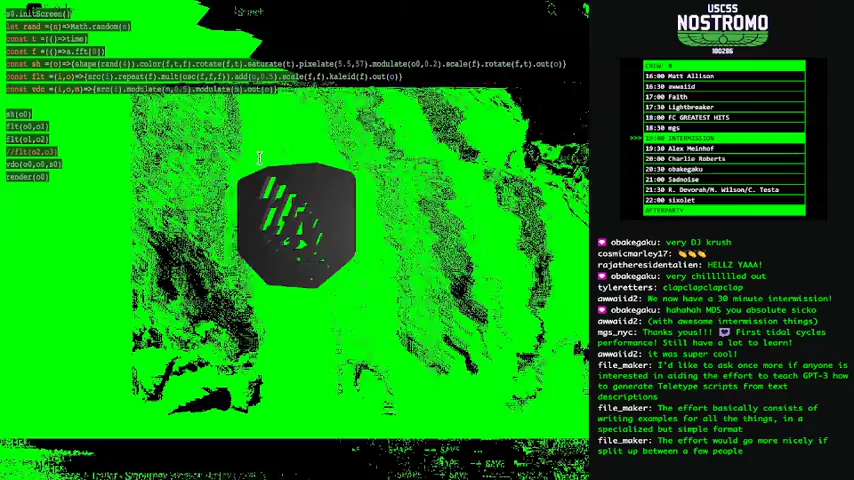 s0.initScreen()
let rand =(n)=>Math.random(n)
const t =()=>time)
const f =()=>a.fft[0])
const sh =(o)=>{shape(rand(4)).color(f,t,f).rotate(f,t).saturate(t).pixelate(5.5,57).modulate(o0,0.2).scale(f).rotate(f,t).out(o)}
const flt =(i,o)=>{src(i).repeat(f).mult(osc(f,f,f)).add(o,0.5).scale(f,f).kaleid(f).out(o)}
const vdo =(i,o,m)=>{src(i).modulate(m,0.5).modulate(m).out(o)}
sh(o0)
flt(o0,o1)
flt(o1,o2)
//flt(o2,o3)
vdo(o0,o0,s0)
render(o0)
USCSS
NOSTROMO
180286
16:00 Matt Allison
16:30 awwaiid
17:00 Faith
17:30 Lightbreaker
18:00 FC GREATEST HITS
18:30 mgs
>>> 19:00 INTERMISSION
19:30 Alex Meinhof
20:00 Charlie Roberts
20:30 obakegaku
21:00 Sadnoise
21:30 R. Devorah/M. Wilson/C. Testa
22:00 sixolet
AFTERPARTY
obakegaku: very DJ krush
cosmicmarley17: 👏👏👏
rajatheresidentalien: HELLZ YAAA!
obakegaku: very chillllllled out
tyleretters: clapclapclapclap
awwaiid2: We now have a 30 minute intermission!
obakegaku: hahahah MDS you absolute sicko
awwaiid2: (with awesome intermission things)
mgs_nyc: Thanks yous!!! First tidal cycles
performance! Still have a lot to learn!
awwaiid2: it was super cool!
file_maker: I'd like to ask once more if anyone is
interested in aiding the effort to teach GPT-3 how
to generate Teletype scripts from text
descriptions
file_maker: The effort basically consists of
writing examples for all the things, in a
specialized but simple format
file_maker: The effort would go more nicely if
split up between a few people